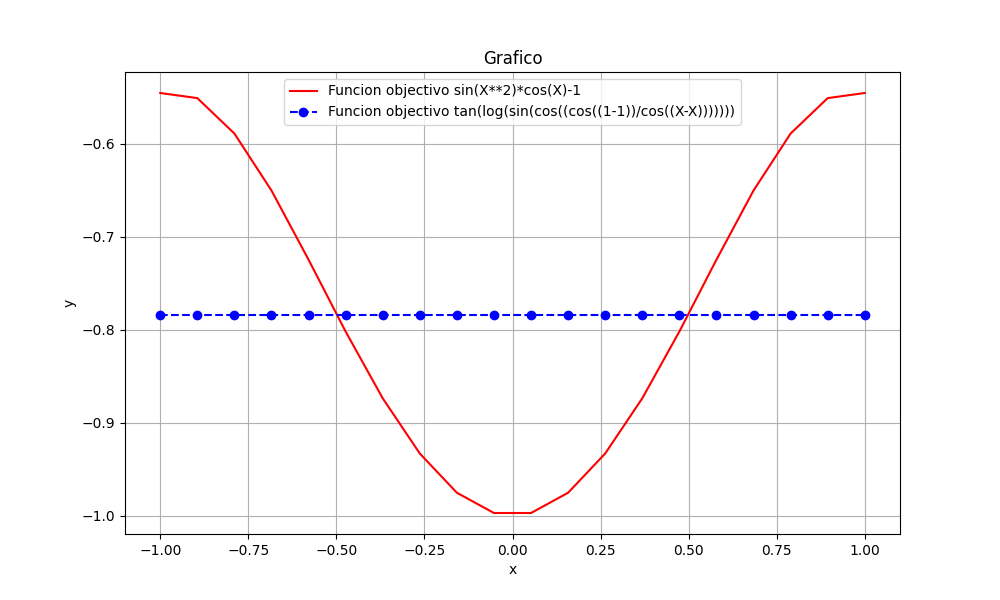 Grafico
Funcion objectivo sin(X**2)*cos(X)-1
Funcion objectivo tan(log(sin(cos((cos((1-1))/cos((X-X)))))))
y
−0.6
−0.7
−0.8
−0.9
−1.0
−1.00 −0.75 −0.50 −0.25 0.00 0.25 0.50 0.75 1.00
x